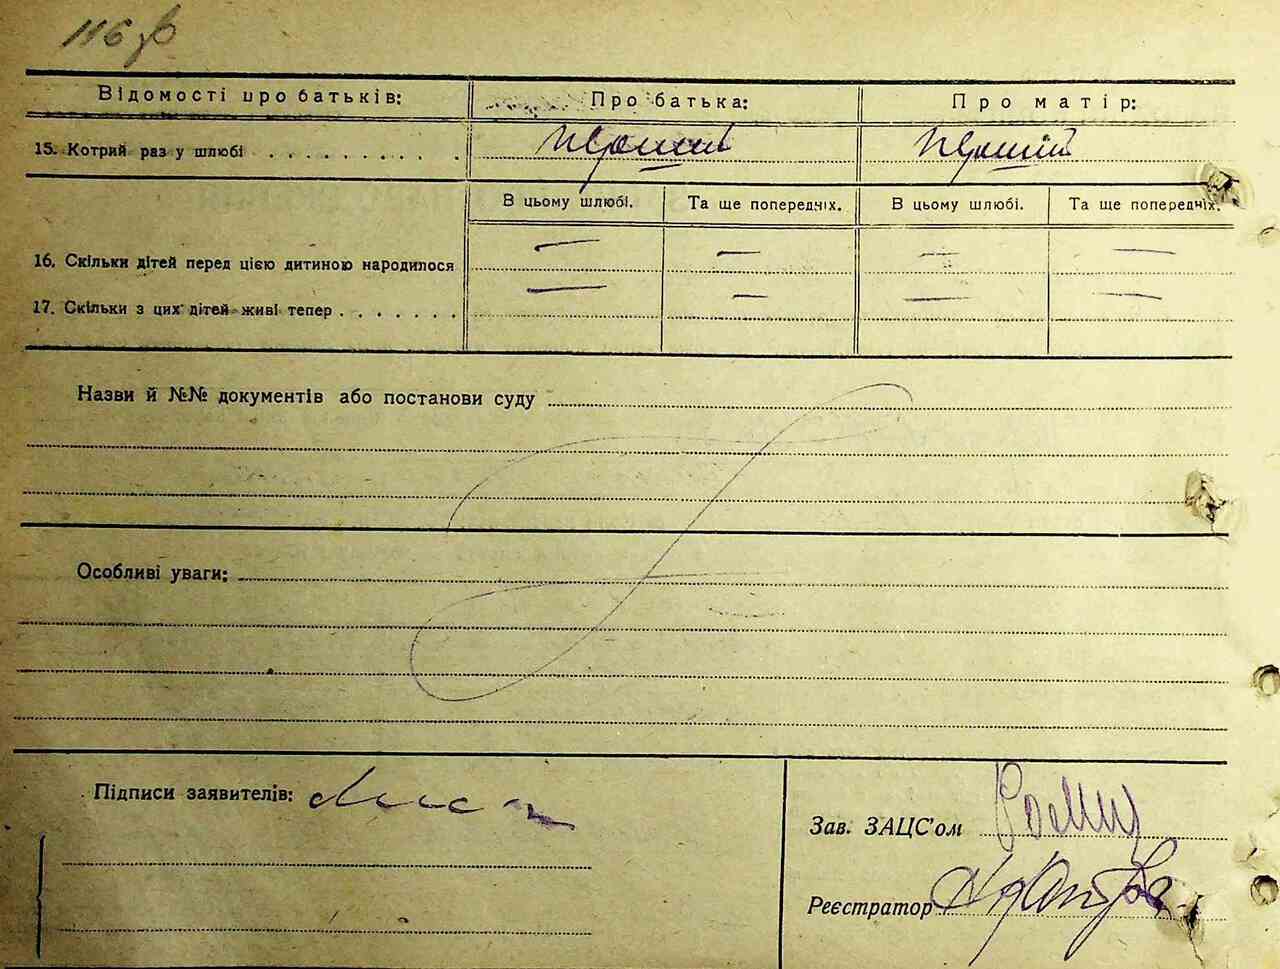 116 зв
Відомості про батьків: Про батька: Про матір:
15. Котрий раз у шлюбі . . . . . . . . . . перший перший
В цьому шлюбі. Та ще попередніх. В цьому шлюбі. Та ще попередніх.
16. Скільки дітей перед цією дитиною народилося — — — —
17. Скільки з цих дітей живі тепер . . . . . . . — — — —
Назви й №№ документів або постанови суду
Особливі уваги:
Підписи заявителів:
Зав. ЗАЦС'ом
Реєстратор